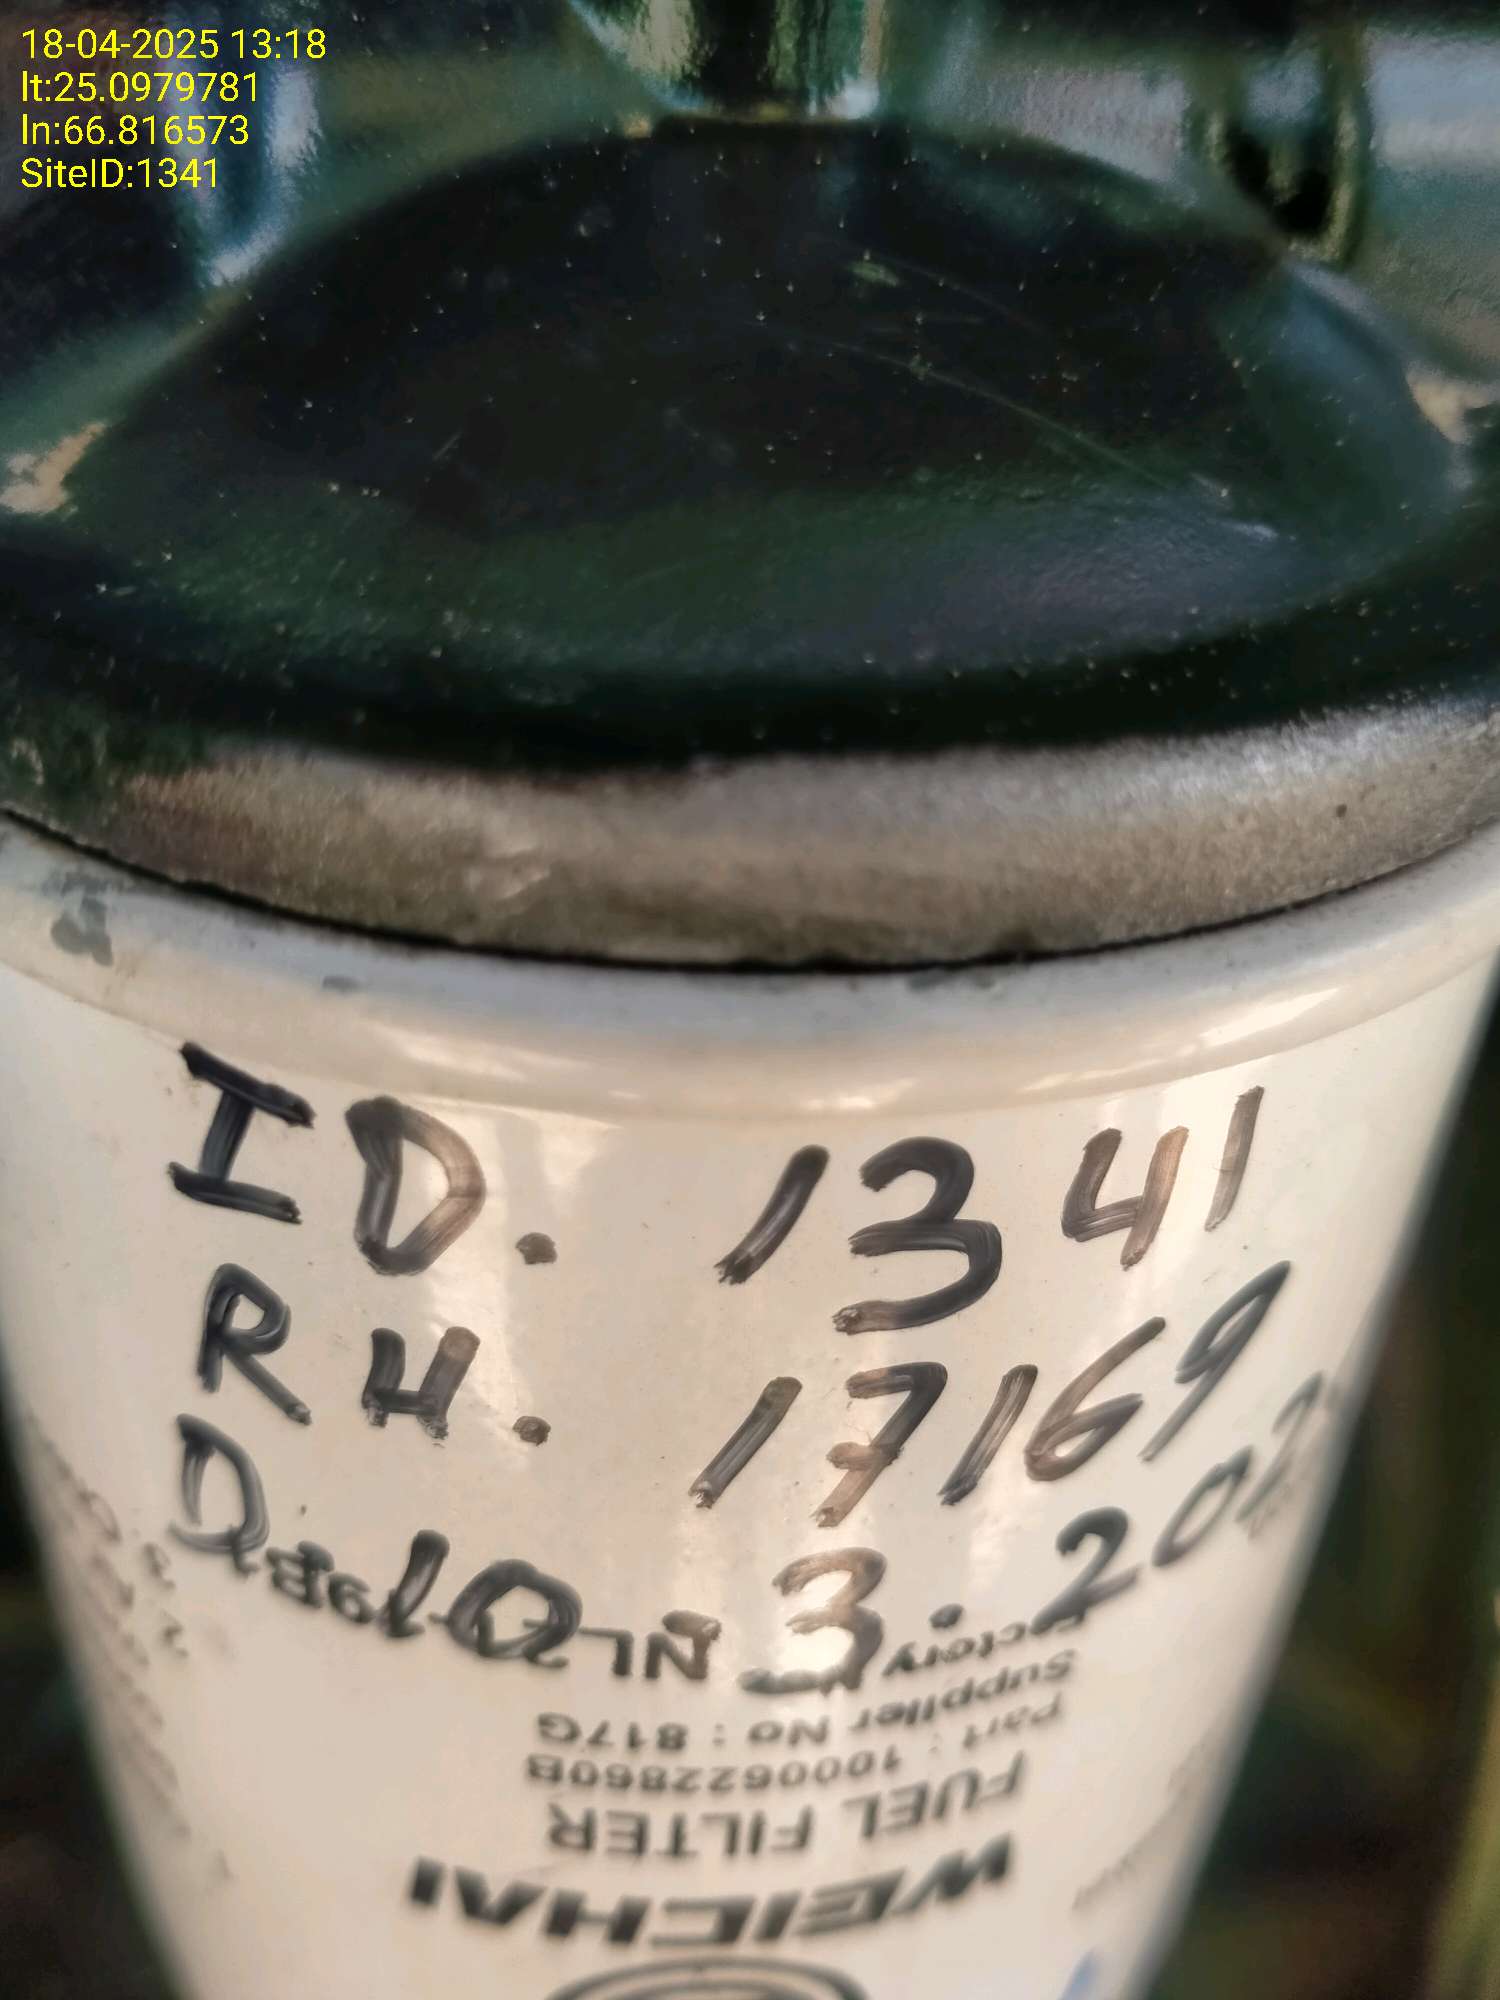 18-04-2025 13:18
lt:25.0979781
ln:66.816573
SiteID:1341
ID. 1341
RH. 17169
3.202
Supplier No : 817G
Part : 1000622860B
FUEL FILTER
WEICHAI